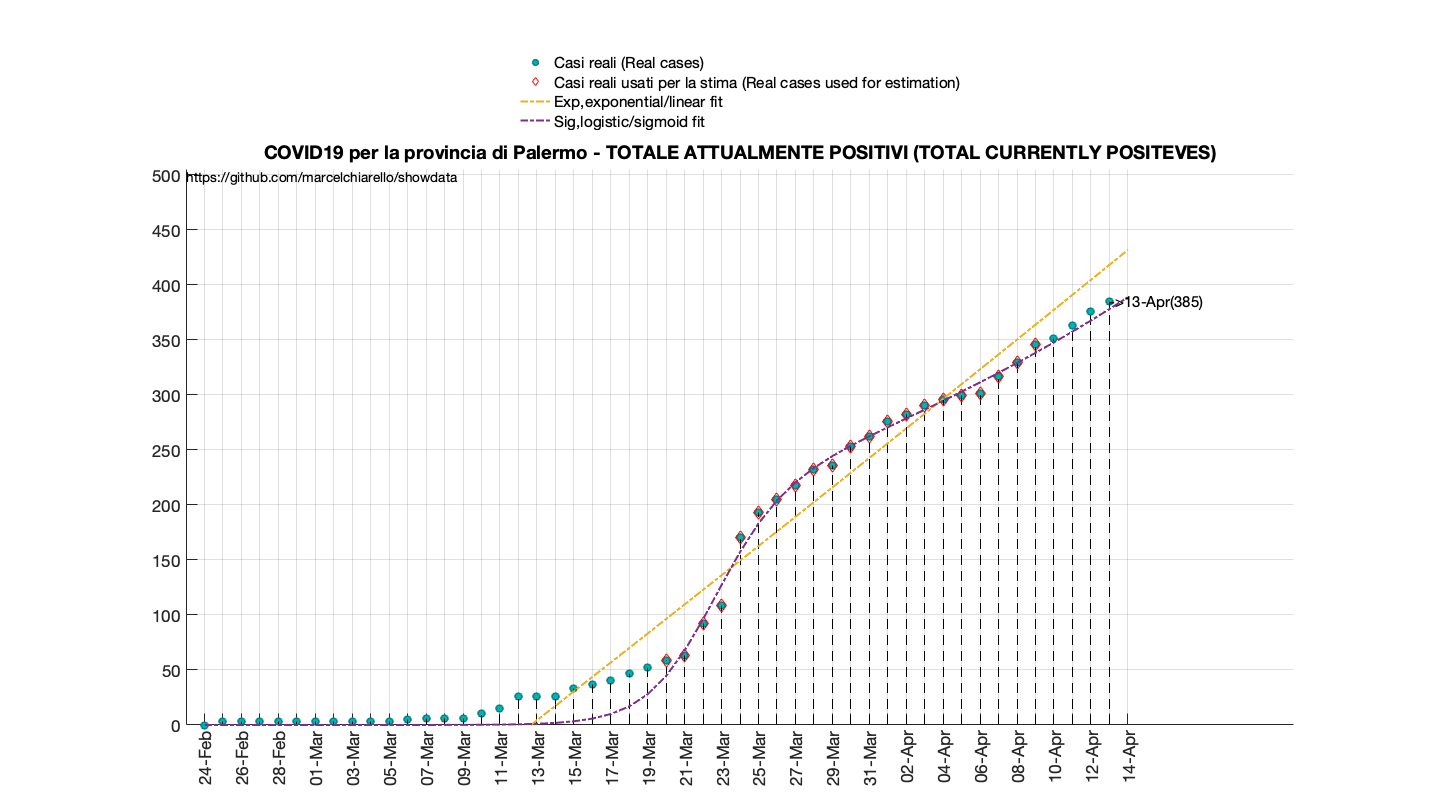 Casi reali (Real cases)
Casi reali usati per la stima (Real cases used for estimation)
Exp,exponential/linear fit
Sig,logistic/sigmoid fit
COVID19 per la provincia di Palermo - TOTALE ATTUALMENTE POSITIVI (TOTAL CURRENTLY POSITEVES)
https://github.com/marcelchiarello/showdata
500
450
400
350
300
250
200
150
100
50
0
13-Apr(385)
24-Feb
26-Feb
28-Feb
01-Mar
03-Mar
05-Mar
07-Mar
09-Mar
11-Mar
13-Mar
15-Mar
17-Mar
19-Mar
21-Mar
23-Mar
25-Mar
27-Mar
29-Mar
31-Mar
02-Apr
04-Apr
06-Apr
08-Apr
10-Apr
12-Apr
14-Apr